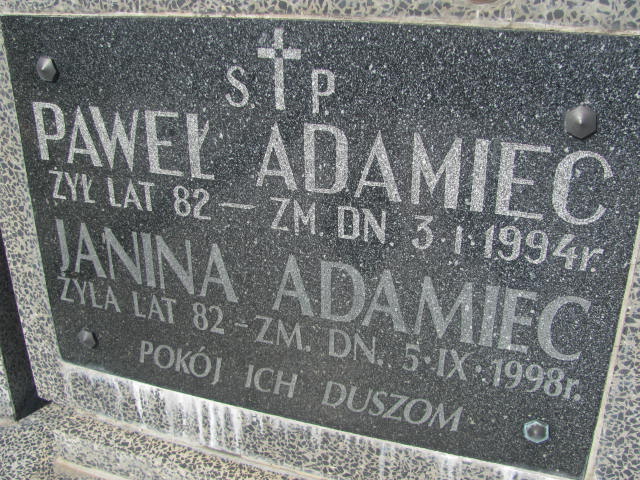 S. P.
PAWEŁ ADAMIEC
ŻYŁ LAT 82 — ZM. DN. 3·I·1994r.
JANINA ADAMIEC
ŻYŁA LAT 82 - ZM. DN. 5·IX·1998r.
POKÓJ ICH DUSZOM